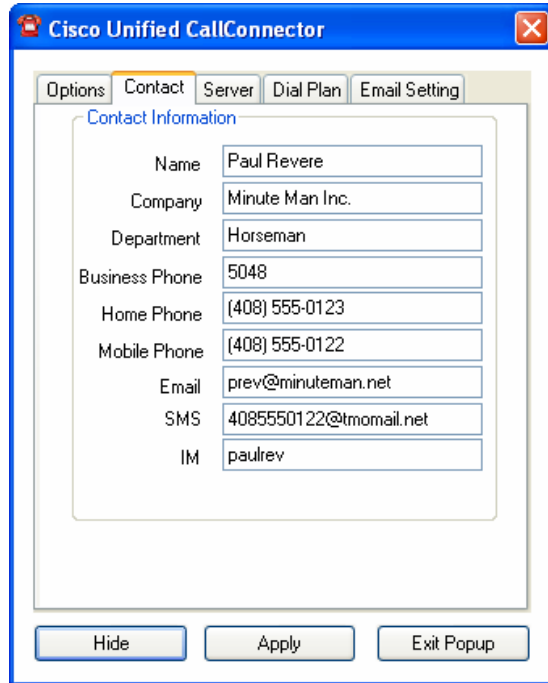 Cisco Unified CallConnector
Options Contact Server Dial Plan Email Setting
Contact Information
Name Paul Revere
Company Minute Man Inc.
Department Horseman
Business Phone 5048
Home Phone (408) 555-0123
Mobile Phone (408) 555-0122
Email prev@minuteman.net
SMS 4085550122@tmomail.net
IM paulrev
Hide Apply Exit Popup